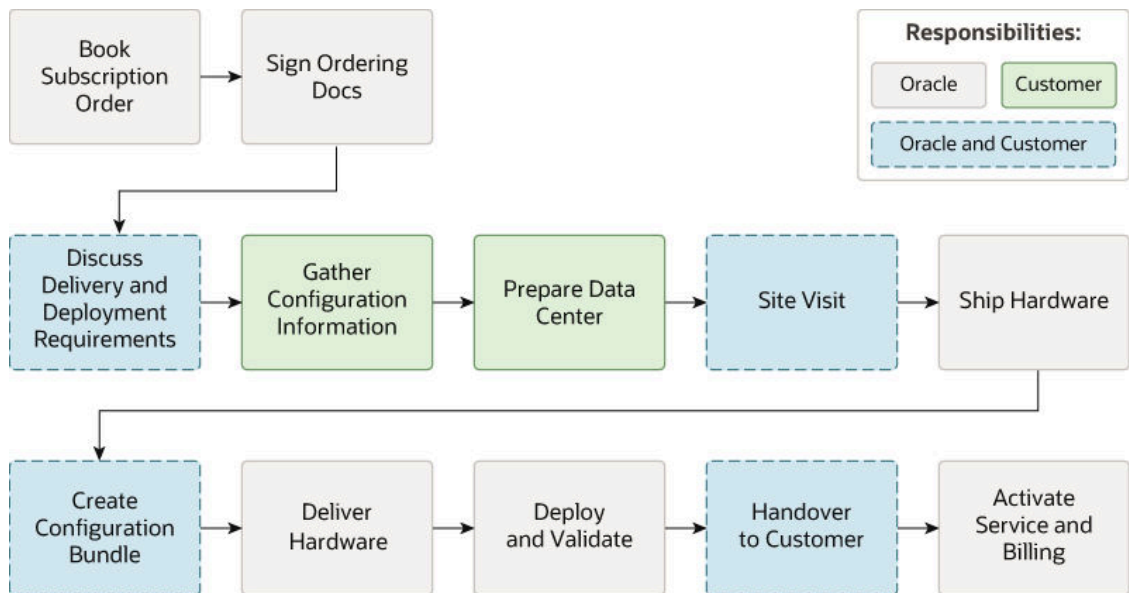 Book
Subscription
Order
Sign Ordering
Docs
Responsibilities:
Oracle
Customer
Oracle and Customer
Discuss
Delivery and
Deployment
Requirements
Gather
Configuration
Information
Prepare Data
Center
Site Visit
Ship Hardware
Create
Configuration
Bundle
Deliver
Hardware
Deploy
and Validate
Handover
to Customer
Activate
Service and
Billing